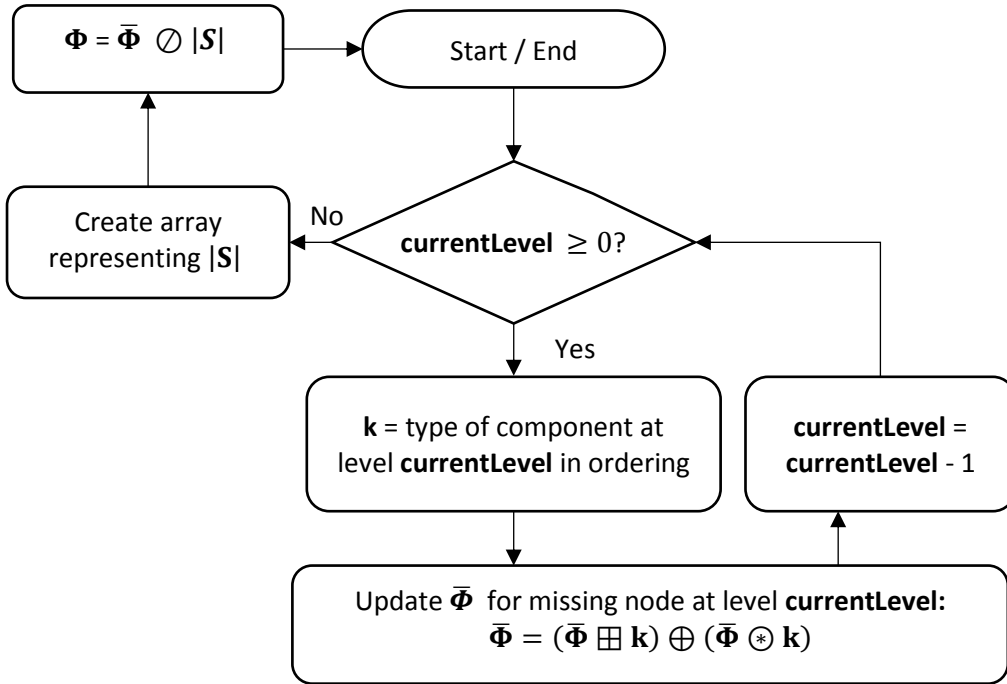 𝚽 = 𝚽̅ ⊘ |𝑺|
Start / End
Create array
representing |𝐒|
No
currentLevel ≥ 0?
Yes
k = type of component at
level currentLevel in ordering
currentLevel =
currentLevel - 1
Update 𝜱̅ for missing node at level currentLevel:
𝚽̅ = (𝚽̅ ⊞ 𝐤) ⊕ (𝚽̅ ⊛ 𝐤)